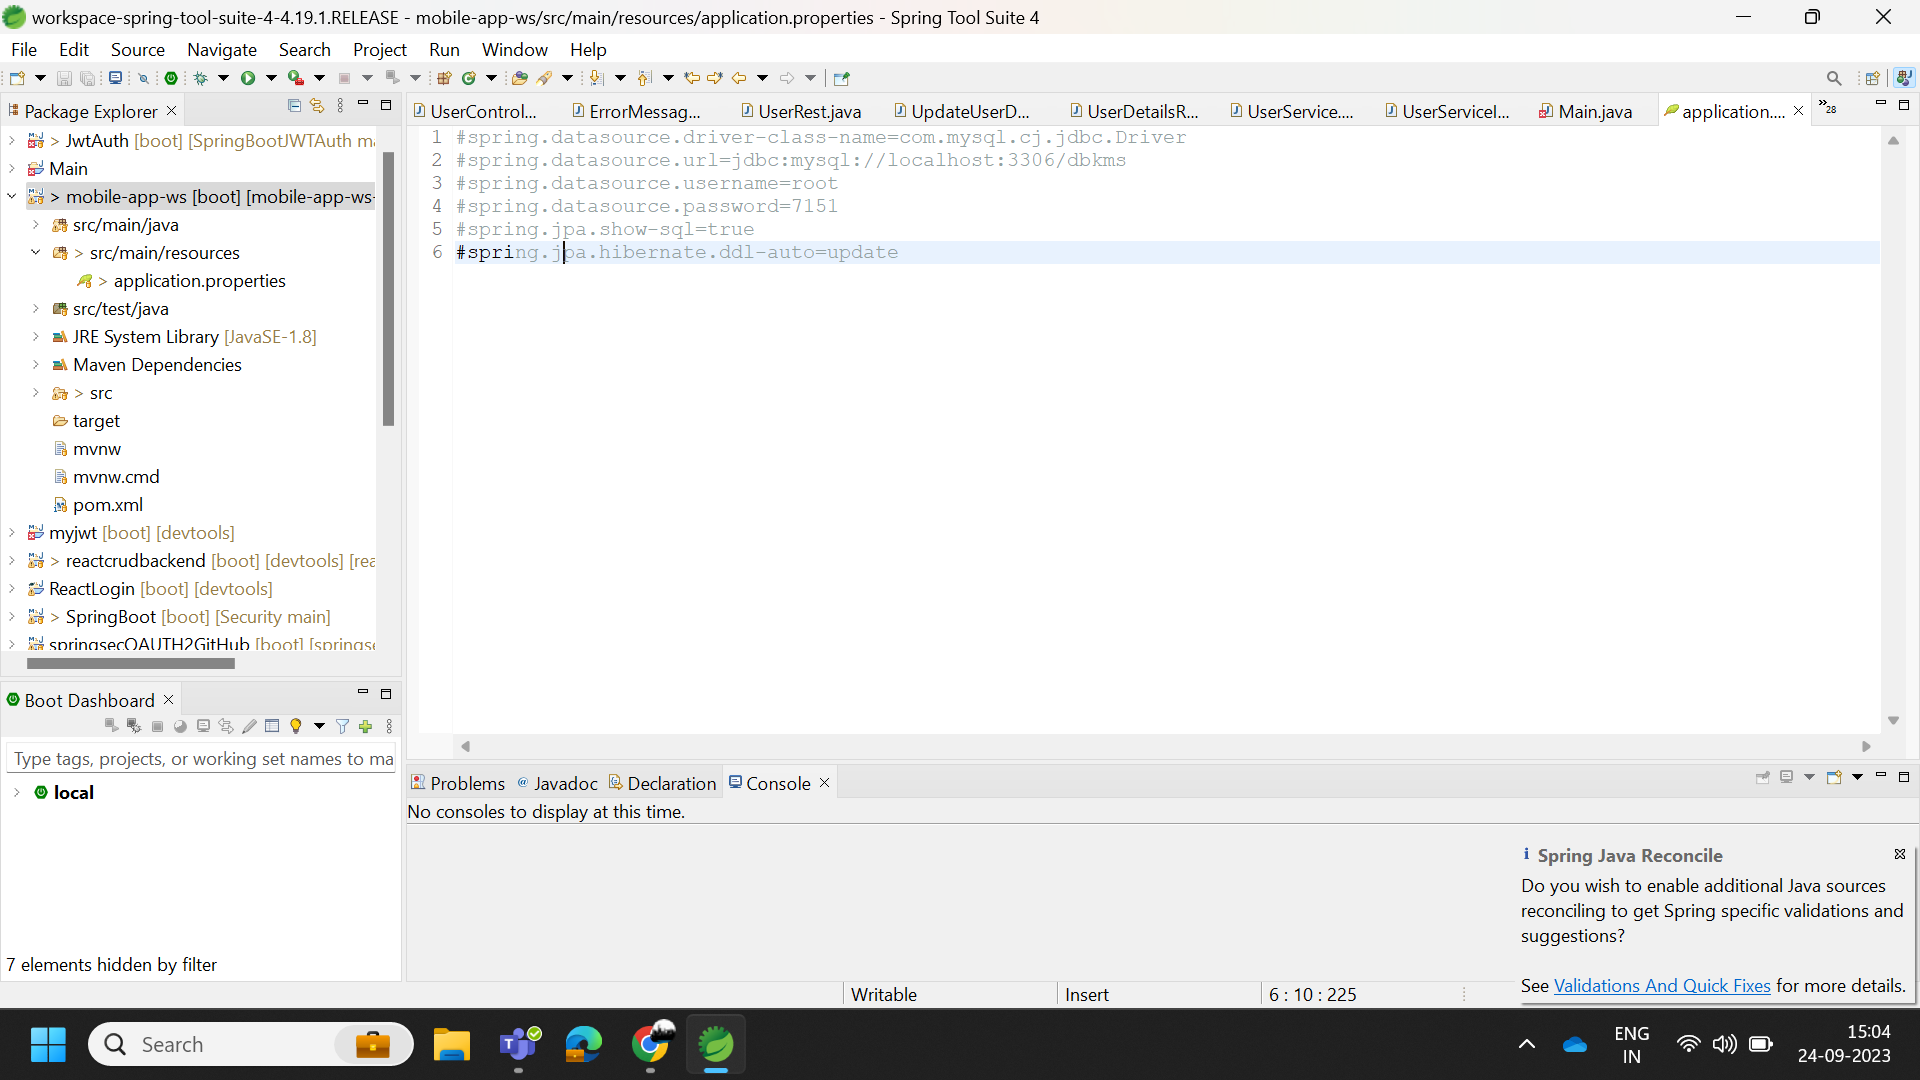 workspace-spring-tool-suite-4-4.19.1.RELEASE - mobile-app-ws/src/main/resources/application.properties - Spring Tool Suite 4
File Edit Source Navigate Search Project Run Window Help
Package Explorer
> JwtAuth [boot] [SpringBootJWTAuth
Main
> mobile-app-ws [boot] [mobile-app-ws-
src/main/java
> src/main/resources
> application.properties
src/test/java
JRE System Library [JavaSE-1.8]
Maven Dependencies
> src
target
mvnw
mvnw.cmd
pom.xml
myjwt [boot] [devtools]
> reactcrudbackend [boot] [devtools] [rea
ReactLogin [boot] [devtools]
> SpringBoot [boot] [Security main]
springsecOAUTH2GitHub [boot] [springse
Boot Dashboard
Type tags, projects, or working set names to ma
local
7 elements hidden by filter
UserControl... ErrorMessag... UserRest.java UpdateUserD... UserDetailsR... UserService.... UserServiceI... Main.java application.... »28
1 #spring.datasource.driver-class-name=com.mysql.cj.jdbc.Driver
2 #spring.datasource.url=jdbc:mysql://localhost:3306/dbkms
3 #spring.datasource.username=root
4 #spring.datasource.password=7151
5 #spring.jpa.show-sql=true
6 #spring.jpa.hibernate.ddl-auto=update
Problems @ Javadoc Declaration Console
No consoles to display at this time.
Spring Java Reconcile
Do you wish to enable additional Java sources
reconciling to get Spring specific validations and
suggestions?
See Validations And Quick Fixes for more details.
Writable Insert 6 : 10 : 225
Search
ENG
IN
15:04
24-09-2023